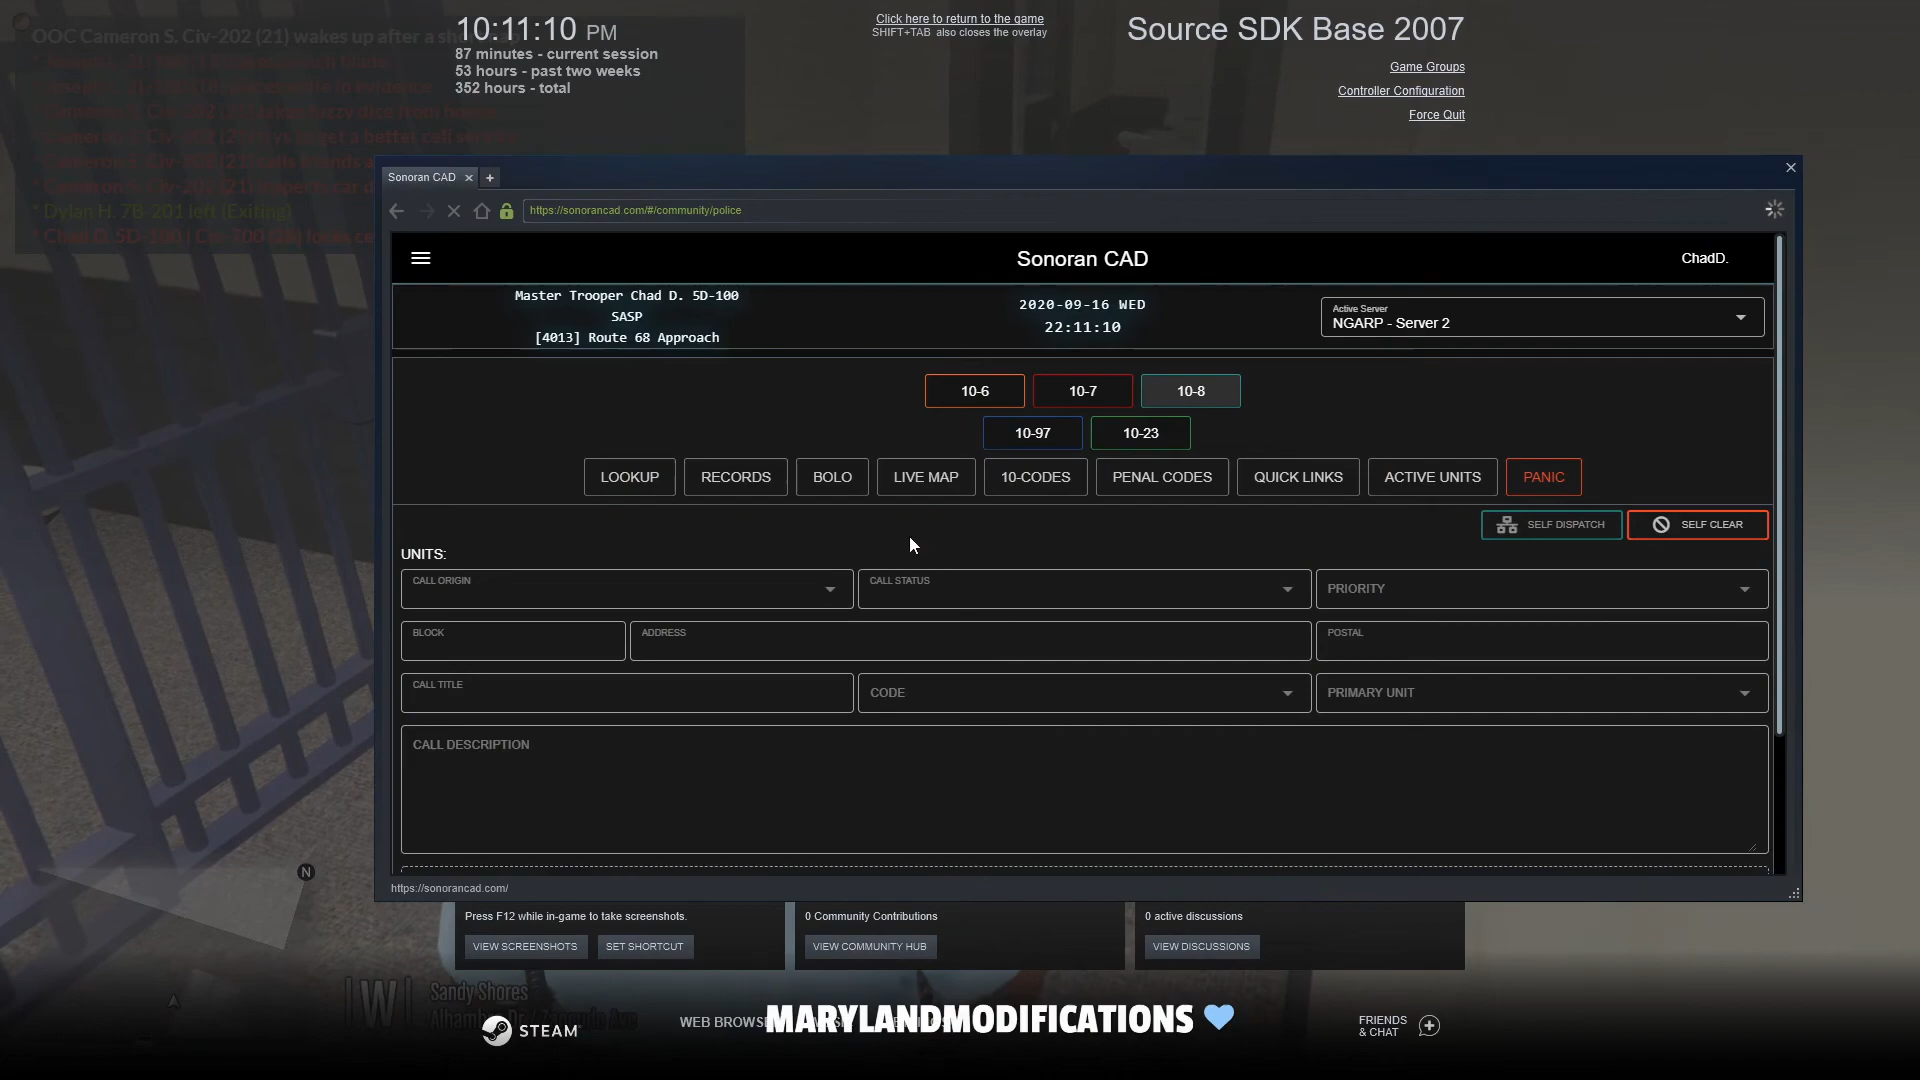 OOC Cameron S. Civ-202 (21) wakes up after a sho
10:11:10 PM
87 minutes - current session
53 hours - past two weeks
352 hours - total
Click here to return to the game
SHIFT+TAB also closes the overlay
Source SDK Base 2007
Game Groups
Controller Configuration
Force Quit
* Dylan H. 7B-201 left (Exiting)
Sonoran CAD
https://sonorancad.com/#/community/police
Sonoran CAD
ChadD.
Master Trooper Chad D. 5D-100
SASP
[4013] Route 68 Approach
2020-09-16 WED
22:11:10
Active Server
NGARP - Server 2
10-6
10-7
10-8
10-97
10-23
LOOKUP
RECORDS
BOLO
LIVE MAP
10-CODES
PENAL CODES
QUICK LINKS
ACTIVE UNITS
PANIC
SELF DISPATCH
SELF CLEAR
UNITS:
CALL ORIGIN
CALL STATUS
PRIORITY
BLOCK
ADDRESS
POSTAL
CALL TITLE
CODE
PRIMARY UNIT
CALL DESCRIPTION
N
https://sonorancad.com/
Press F12 while in-game to take screenshots.
0 Community Contributions
0 active discussions
VIEW SCREENSHOTS
SET SHORTCUT
VIEW COMMUNITY HUB
VIEW DISCUSSIONS
W
Sandy Shores
STEAM
WEB BROWSE
MARYLANDMODIFICATIONS
FRIENDS
& CHAT